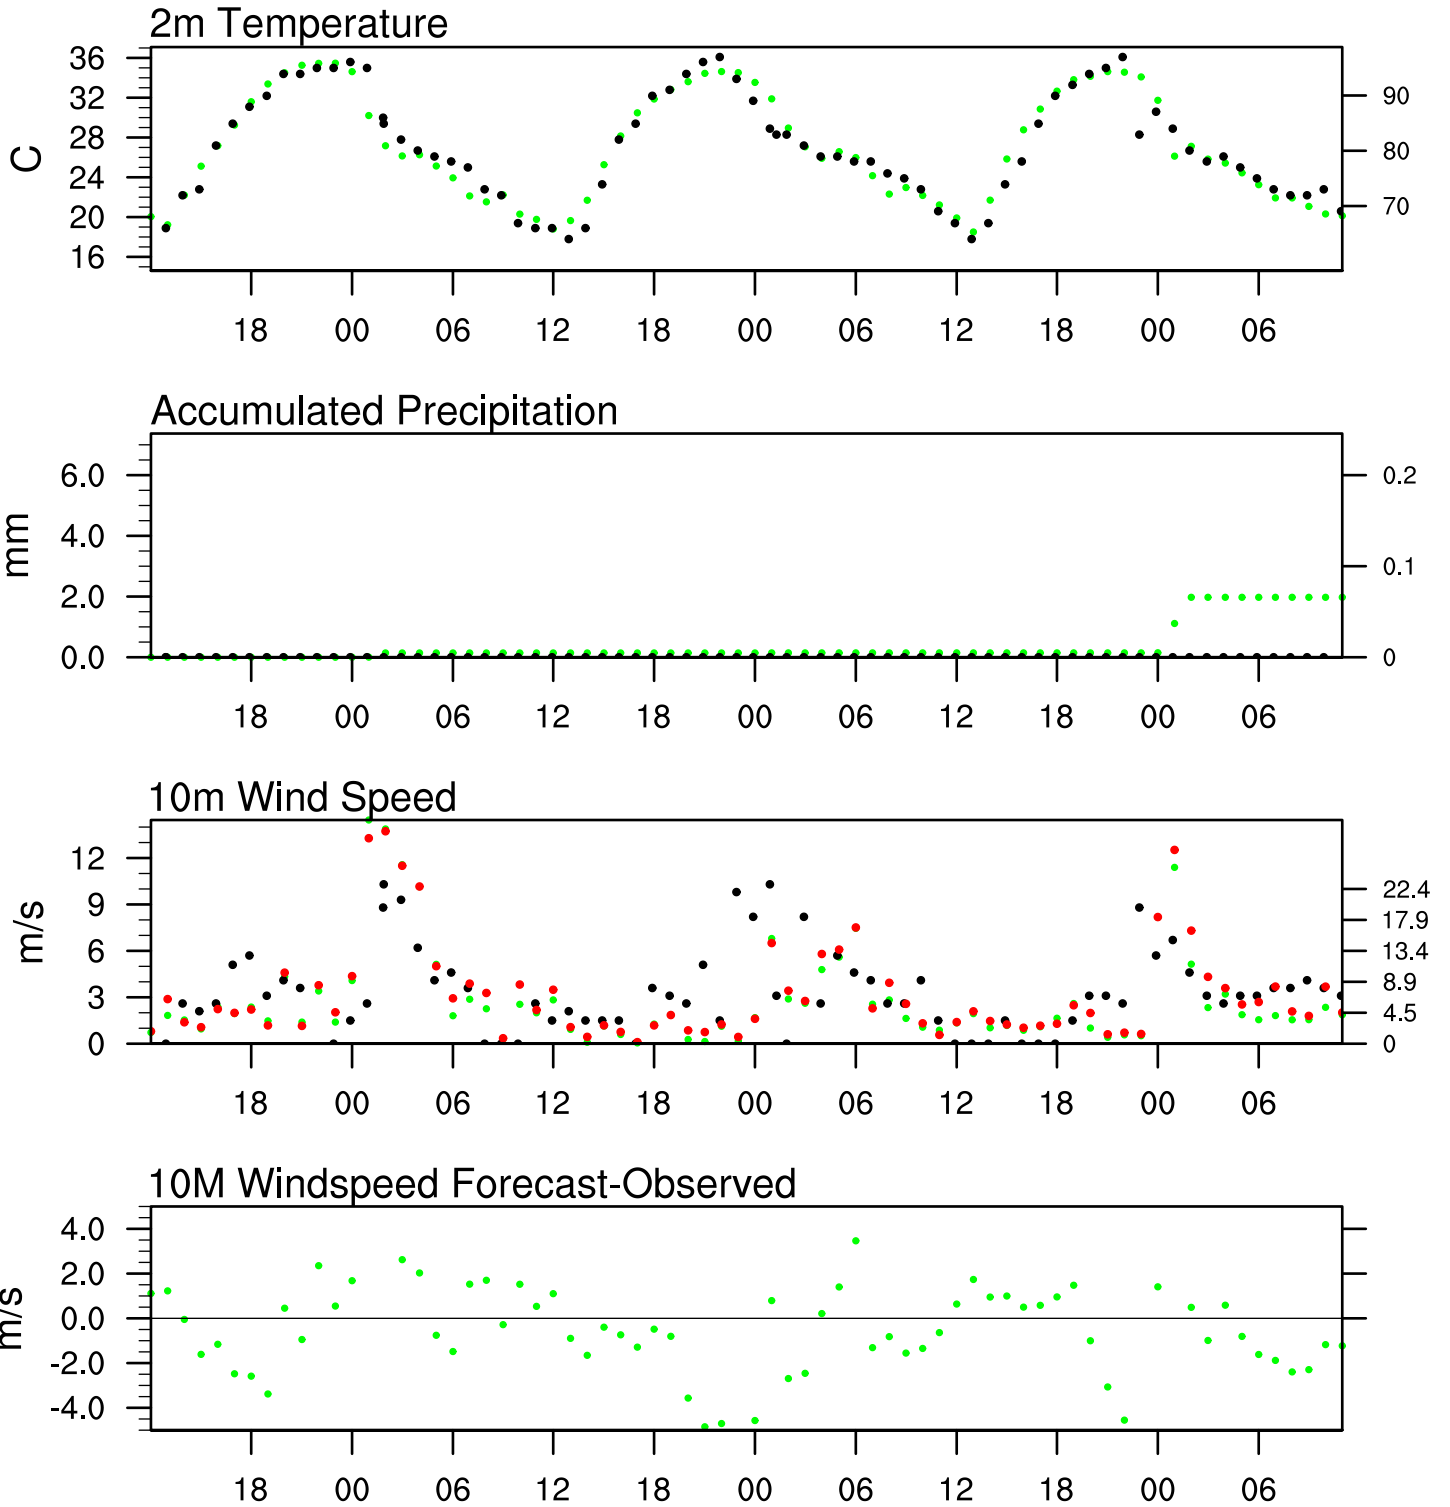 2m Temperature
36
32
28
24
20
16
C
90
80
70
18 00 06 12 18 00 06 12 18 00 06
Accumulated Precipitation
6.0
4.0
2.0
0.0
mm
0.2
0.1
0
18 00 06 12 18 00 06 12 18 00 06
10m Wind Speed
12
9
6
3
0
m/s
22.4
17.9
13.4
8.9
4.5
0
18 00 06 12 18 00 06 12 18 00 06
10M Windspeed Forecast-Observed
4.0
2.0
0.0
-2.0
-4.0
m/s
18 00 06 12 18 00 06 12 18 00 06